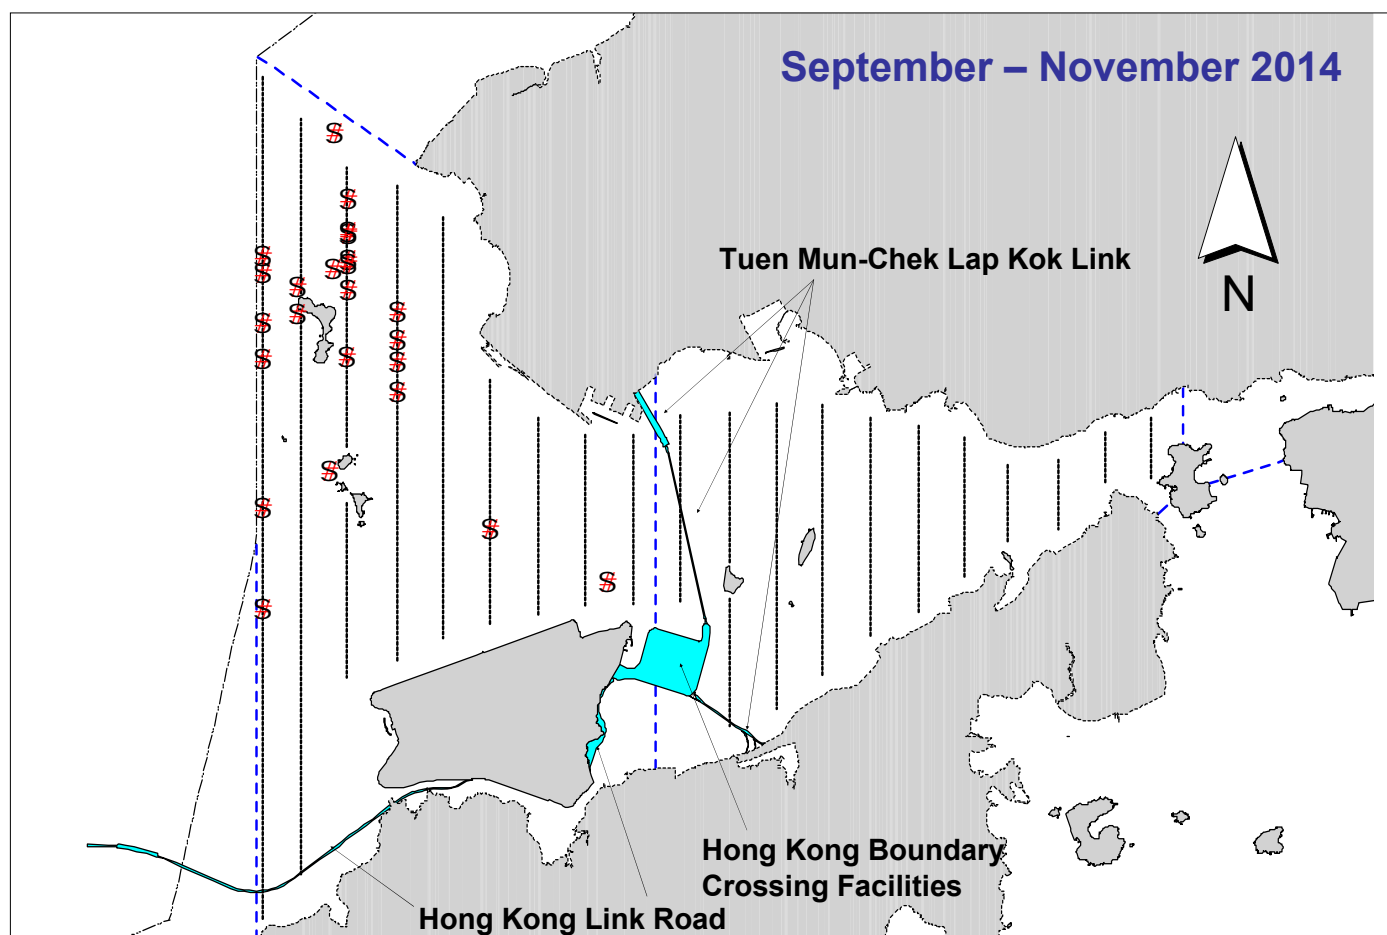 September – November 2014
Tuen Mun-Chek Lap Kok Link
N
Hong Kong Boundary
Crossing Facilities
Hong Kong Link Road